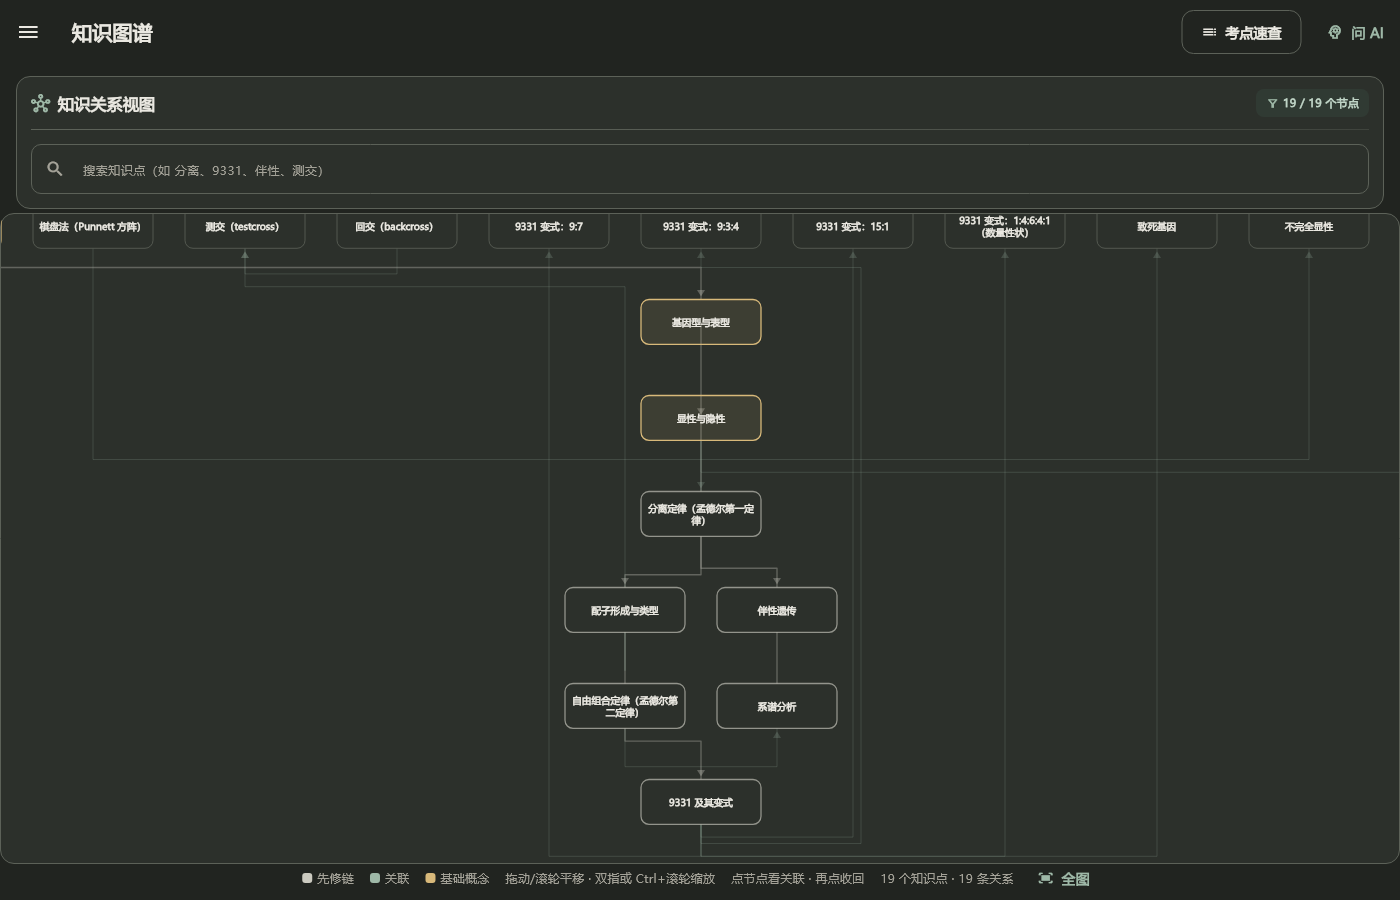 知识图谱
考点速查
问 AI
知识关系视图
19 / 19 个节点
搜索知识点（如 分离、9331、伴性、测交）
棋盘法（Punnett 方阵）
测交（testcross）
回交（backcross）
9331 变式：9:7
9331 变式：9:3:4
9331 变式：15:1
9331 变式：1:4:6:4:1
（数量性状）
致死基因
不完全显性
基因型与表型
显性与隐性
分离定律（孟德尔第一定
律）
配子形成与类型
伴性遗传
自由组合定律（孟德尔第
二定律）
系谱分析
9331 及其变式
先修链
关联
基础概念
拖动/滚轮平移 · 双指或 Ctrl+滚轮缩放
点节点看关联 · 再点收回
19 个知识点 · 19 条关系
全图